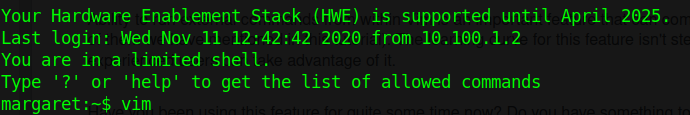 Your Hardware Enablement Stack (HWE) is supported until April 2025.
Last login: Wed Nov 11 12:42:42 2020 from 10.100.1.2
You are in a limited shell.
Type '?' or 'help' to get the list of allowed commands
margaret:~$ vim